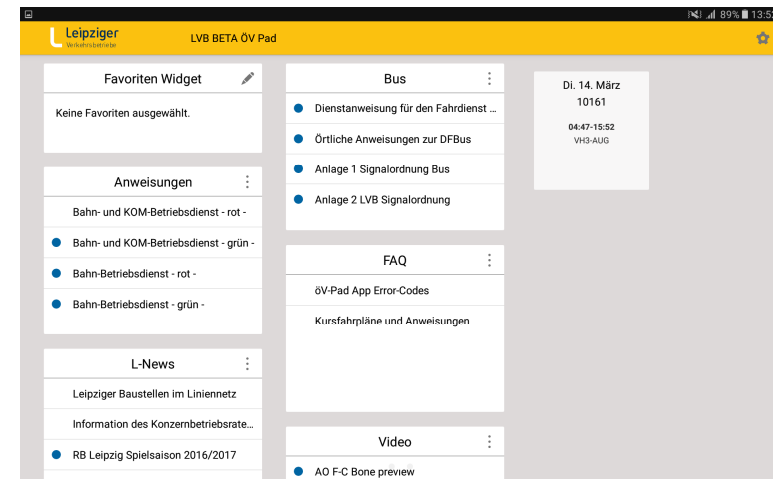 89% 13:52
Leipziger
Verkehrsbetriebe
LVB BETA ÖV Pad
Favoriten Widget
Keine Favoriten ausgewählt.
Anweisungen
Bahn- und KOM-Betriebsdienst - rot -
Bahn- und KOM-Betriebsdienst - grün -
Bahn-Betriebsdienst - rot -
Bahn-Betriebsdienst - grün -
L-News
Leipziger Baustellen im Liniennetz
Information des Konzernbetriebsrate...
RB Leipzig Spielsaison 2016/2017
Bus
Dienstanweisung für den Fahrdienst ...
Örtliche Anweisungen zur DFBus
Anlage 1 Signalordnung Bus
Anlage 2 LVB Signalordnung
FAQ
öV-Pad App Error-Codes
Kursfahrpläne und Anweisungen
Video
AO F-C Bone preview
Di. 14. März
10161
04:47-15:52
VH3-AUG